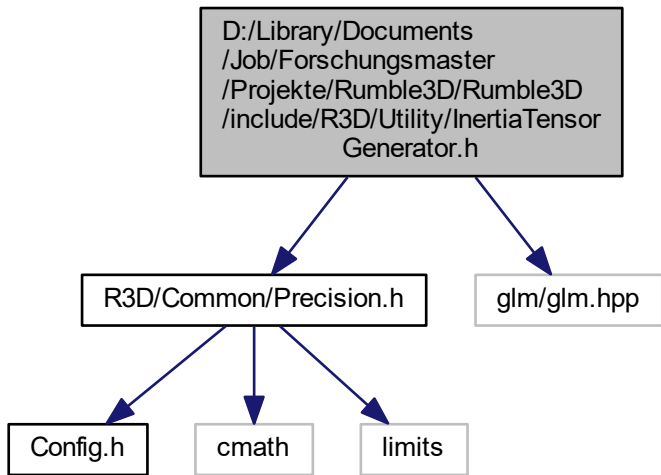 D:/Library/Documents
/Job/Forschungsmaster
/Projekte/Rumble3D/Rumble3D
/include/R3D/Utility/InertiaTensor
Generator.h
R3D/Common/Precision.h
glm/glm.hpp
Config.h
cmath
limits